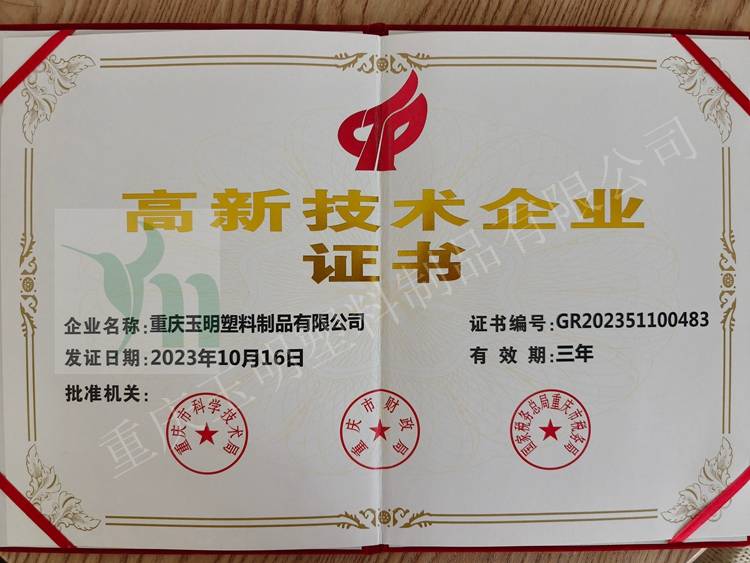 高新技术企业
证书
企业名称:重庆玉明塑料制品有限公司
证书编号:GR202351100483
发证日期:2023年10月16日
有效期:三年
批准机关:
重庆市科学技术局
重庆市财政局
国家税务总局重庆市税务局
重庆玉明塑料制品有限公司
YM